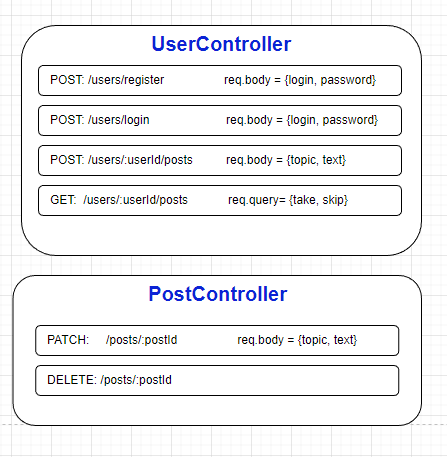 UserController
POST: /users/register req.body = {login, password}
POST: /users/login req.body = {login, password}
POST: /users/:userId/posts req.body = {topic, text}
GET: /users/:userId/posts req.query= {take, skip}
PostController
PATCH: /posts/:postId req.body = {topic, text}
DELETE: /posts/:postId